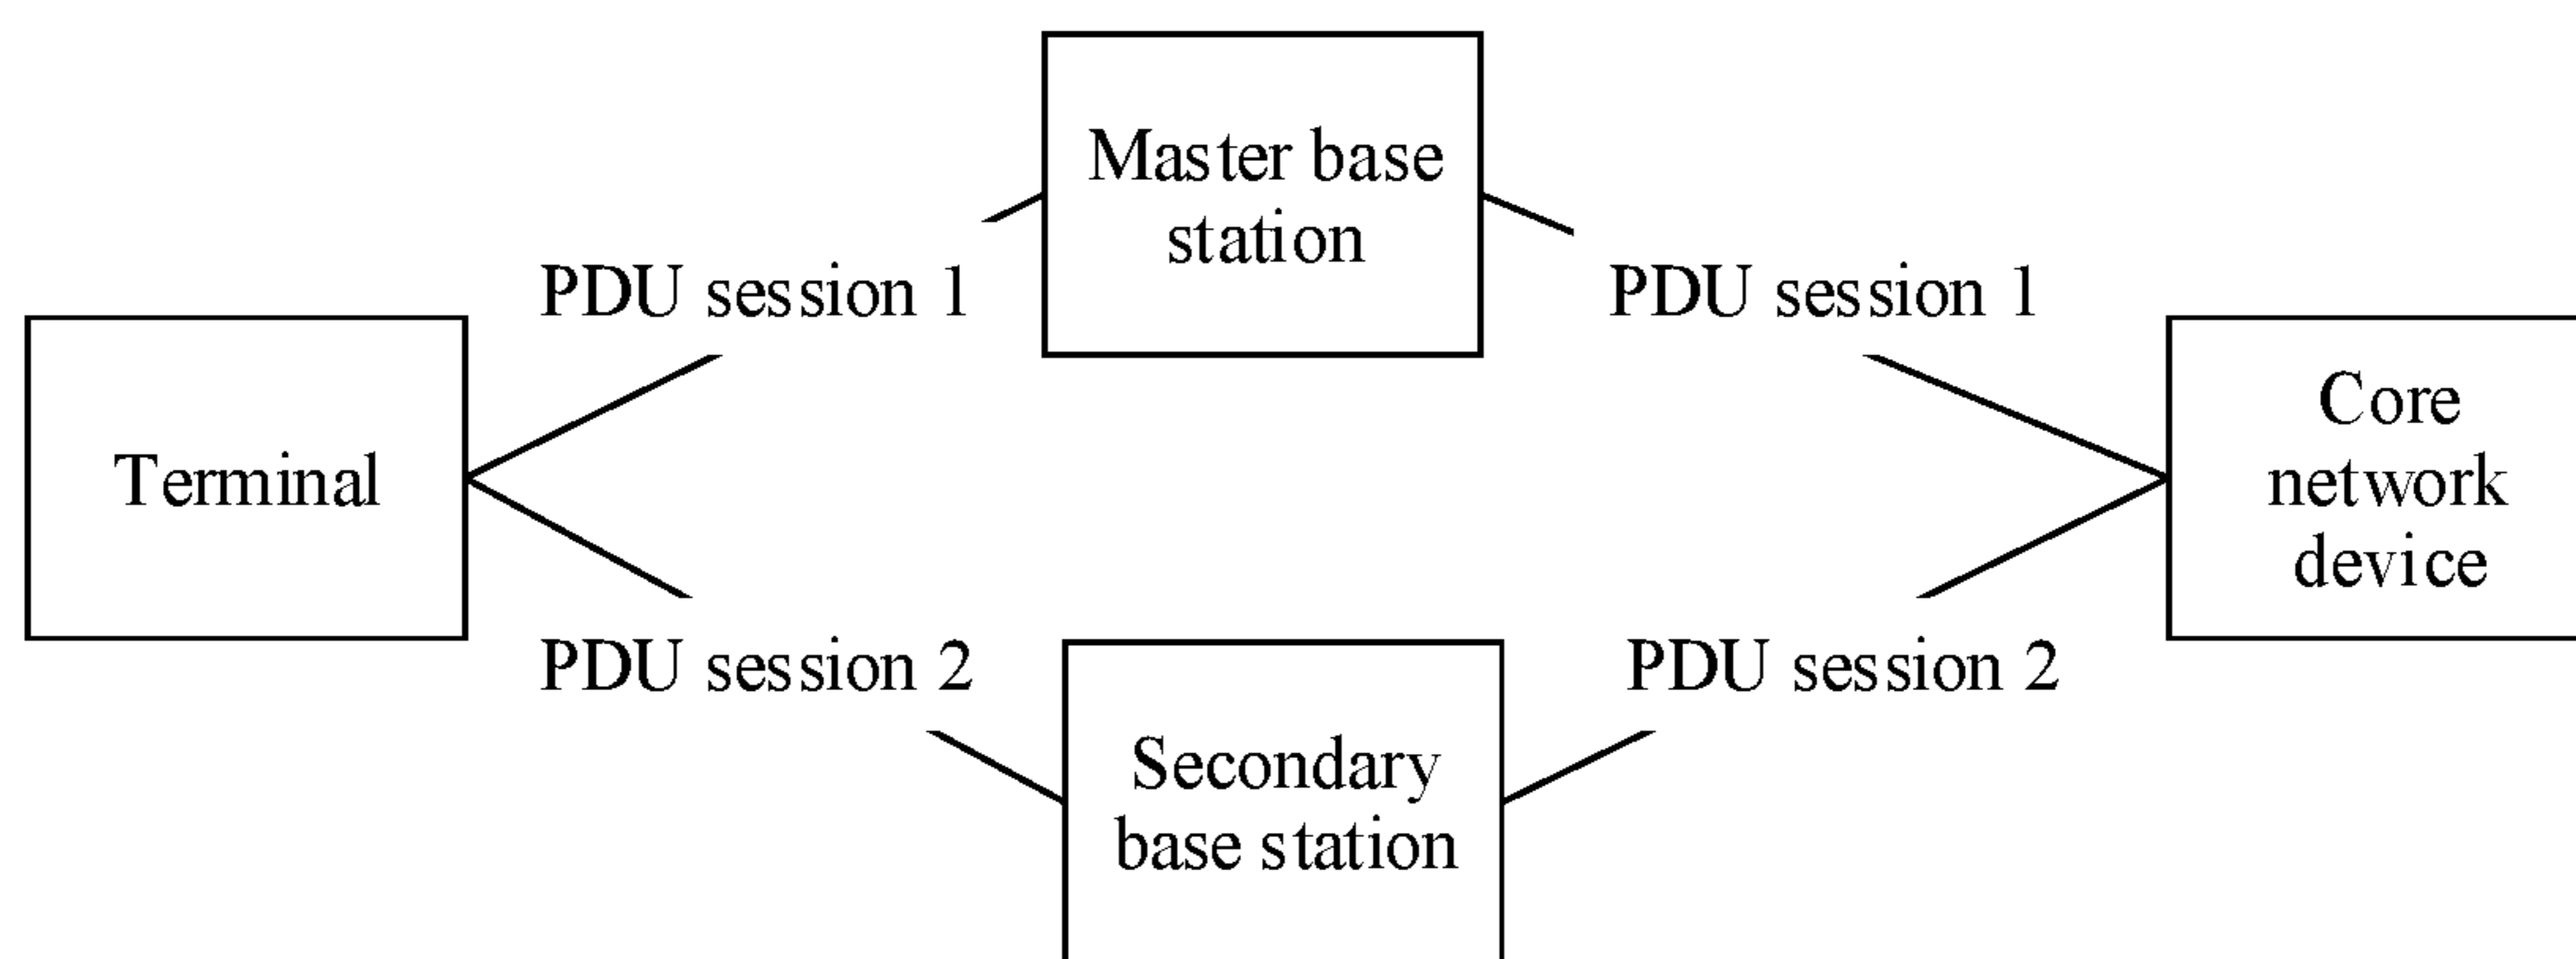 Master base
station
PDU session 1
PDU session 1
Terminal
Core
network
device
PDU session 2
PDU session 2
Secondary
base station